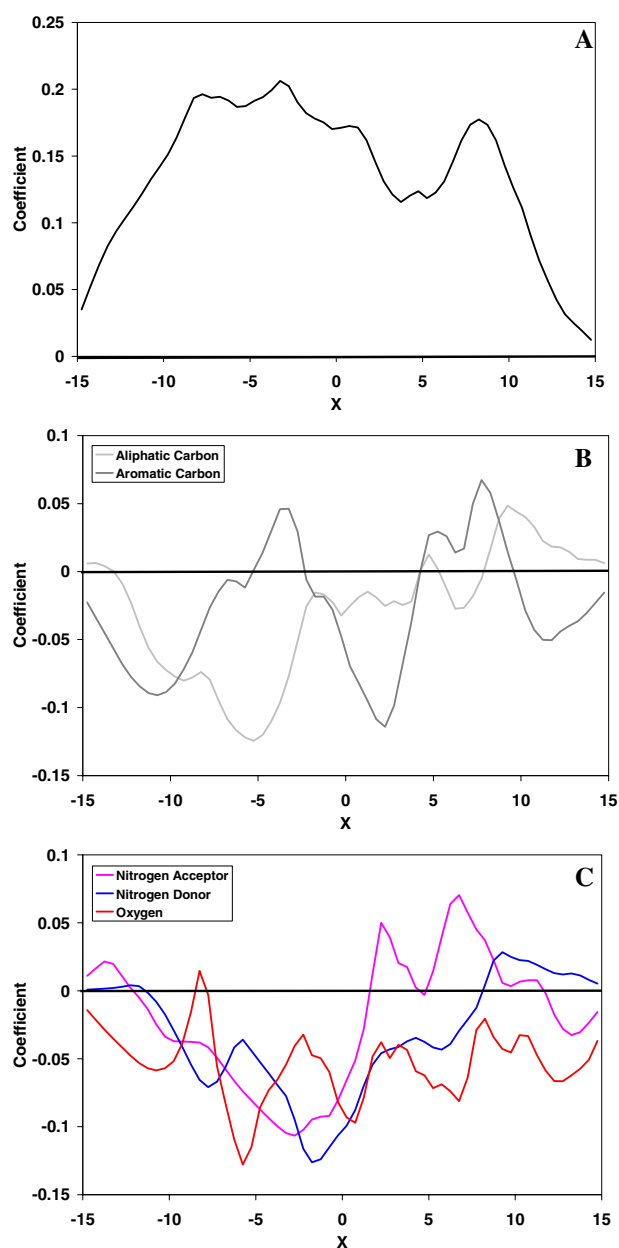 A
0.25
0.2
0.15
0.1
0.05
0
Coefficient
-15 -10 -5 0 5 10 15
X
B
Aliphatic Carbon
Aromatic Carbon
0.1
0.05
0
-0.05
-0.1
-0.15
Coefficient
-15 -10 -5 0 5 10 15
X
C
Nitrogen Acceptor
Nitrogen Donor
Oxygen
0.1
0.05
0
-0.05
-0.1
-0.15
Coefficient
-15 -10 -5 0 5 10 15
X